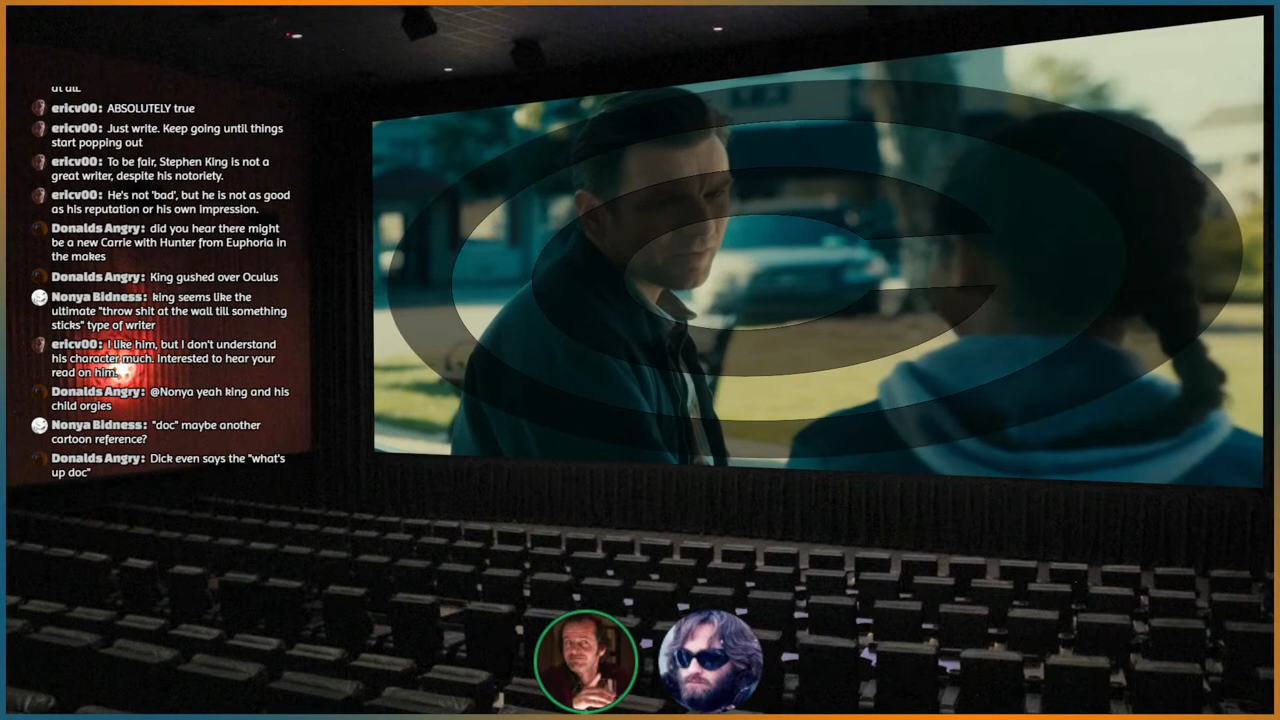 at all.
ericv00: ABSOLUTELY true
ericv00: Just write. Keep going until things
start popping out
ericv00: To be fair, Stephen King is not a
great writer, despite his notoriety.
ericv00: He's not 'bad', but he is not as good
as his reputation or his own impression.
Donalds Angry: did you hear there might
be a new Carrie with Hunter from Euphoria in
the makes
Donalds Angry: King gushed over Oculus
Nonya Bidness: king seems like the
ultimate "throw shit at the wall till something
sticks" type of writer
ericv00: I like him, but I don't understand
his character much. Interested to hear your
read on him.
Donalds Angry: @Nonya yeah king and his
child orgies
Nonya Bidness: "doc" maybe another
cartoon reference?
Donalds Angry: Dick even says the "what's
up doc"